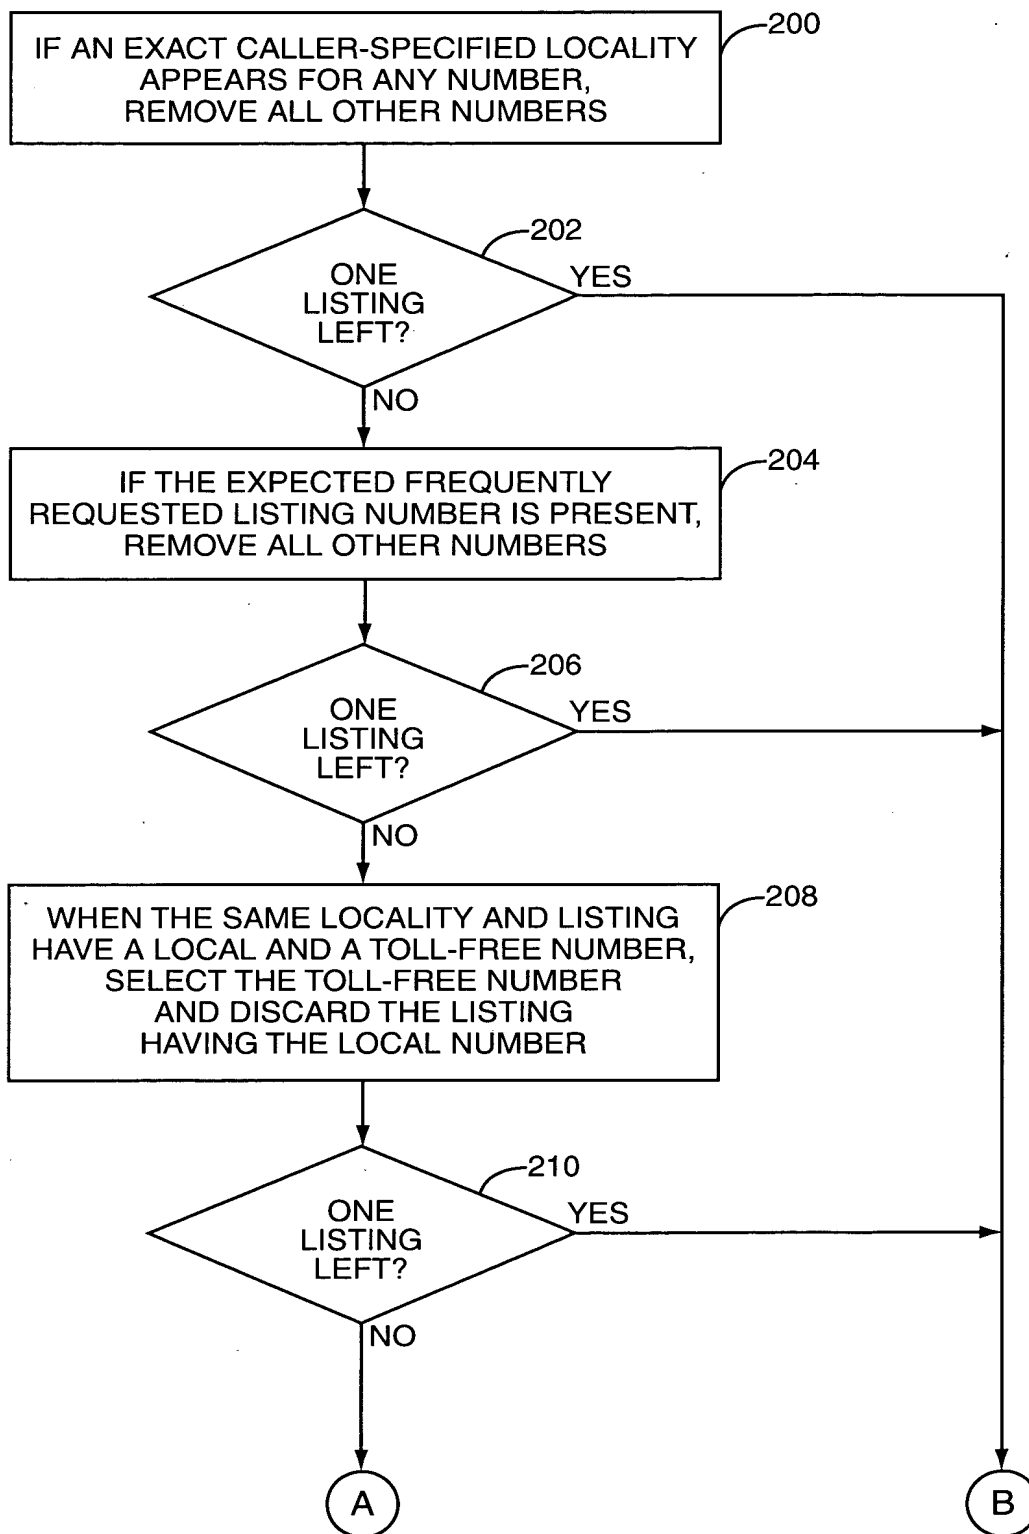 200
IF AN EXACT CALLER-SPECIFIED LOCALITY
APPEARS FOR ANY NUMBER,
REMOVE ALL OTHER NUMBERS
202
ONE
LISTING
LEFT?
YES
NO
204
IF THE EXPECTED FREQUENTLY
REQUESTED LISTING NUMBER IS PRESENT,
REMOVE ALL OTHER NUMBERS
206
ONE
LISTING
LEFT?
YES
NO
208
WHEN THE SAME LOCALITY AND LISTING
HAVE A LOCAL AND A TOLL-FREE NUMBER,
SELECT THE TOLL-FREE NUMBER
AND DISCARD THE LISTING
HAVING THE LOCAL NUMBER
210
ONE
LISTING
LEFT?
YES
NO
A
B